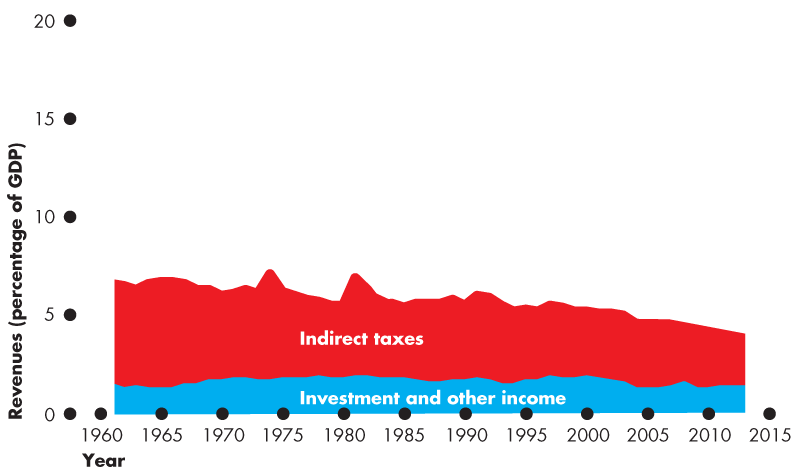 20
15
10
5
0
Revenues (percentage of GDP)
Indirect taxes
Investment and other income
1960 1965 1970 1975 1980 1985 1990 1995 2000 2005 2010 2015
Year